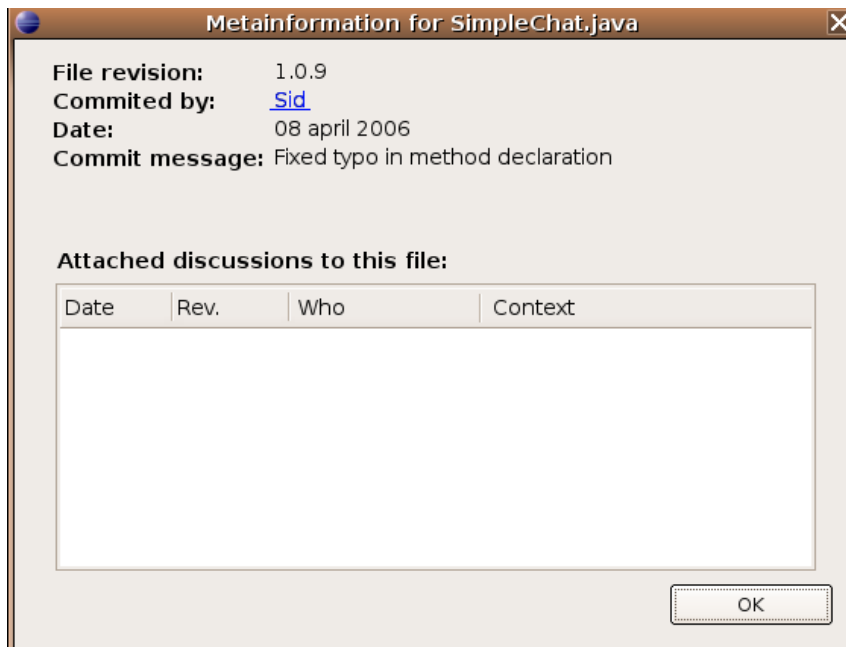 Metainformation for SimpleChat.java
File revision: 1.0.9
Commited by: Sid
Date: 08 april 2006
Commit message: Fixed typo in method declaration
Attached discussions to this file:
Date Rev. Who Context
OK